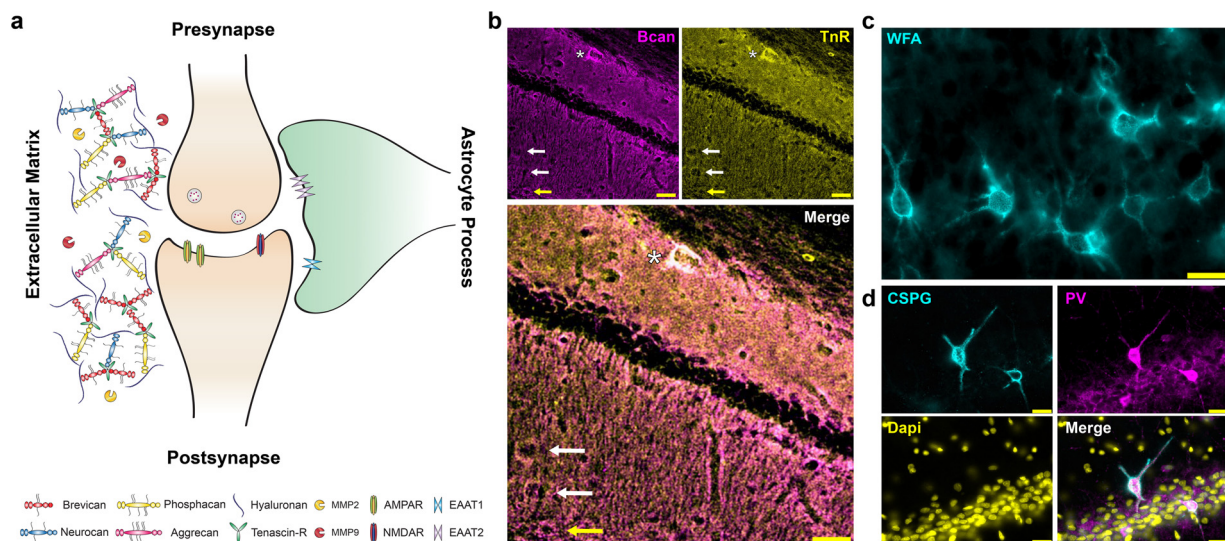 a
Presynapse
Extracellular Matrix
Astrocyte Process
Postsynapse
Brevican
Phosphacan
Hyaluronan
MMP2
AMPAR
EAAT1
Neurocan
Aggrecan
Tenascin-R
MMP9
NMDAR
EAAT2
b
Bcan
*
TnR
*
Merge
*
c
WFA
d
CSPG
PV
Dapi
Merge